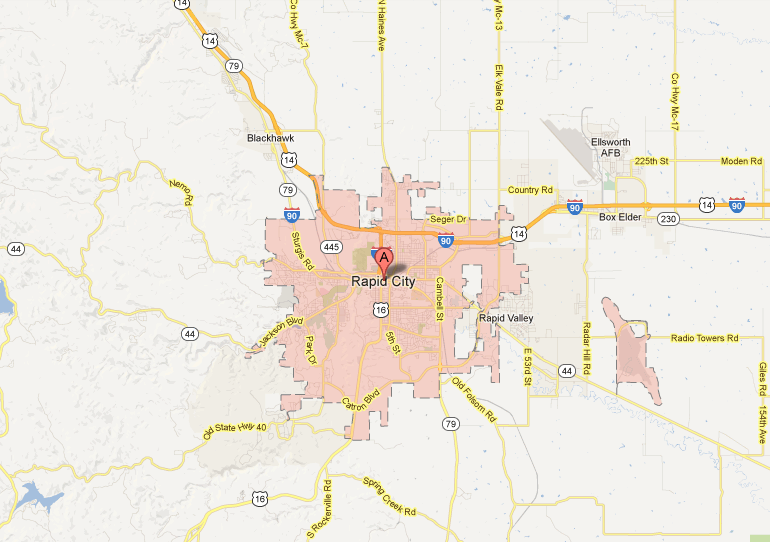 14
Co Hwy Mc-7
N Haines Ave
Mc-13
14
79
Elk Vale Rd
Co Hwy Mc-17
Blackhawk
Ellsworth
AFB
14
225th St
Moden Rd
Nemo Rd
79
Country Rd
90
Seger Dr
90
14
90
Box Elder
230
44
Sturgis Rd
445
90
14
A
Rapid City
Cambell St
16
Rapid Valley
44
Jackson Blvd
5th St
Park Dr
Radar Hill Rd
Radio Towers Rd
E 53rd St
44
Giles Rd
154th Ave
Catron Blvd
Old Folsom Rd
Old State Hwy 40
79
16
S Rockerville Rd
Spring Creek Rd